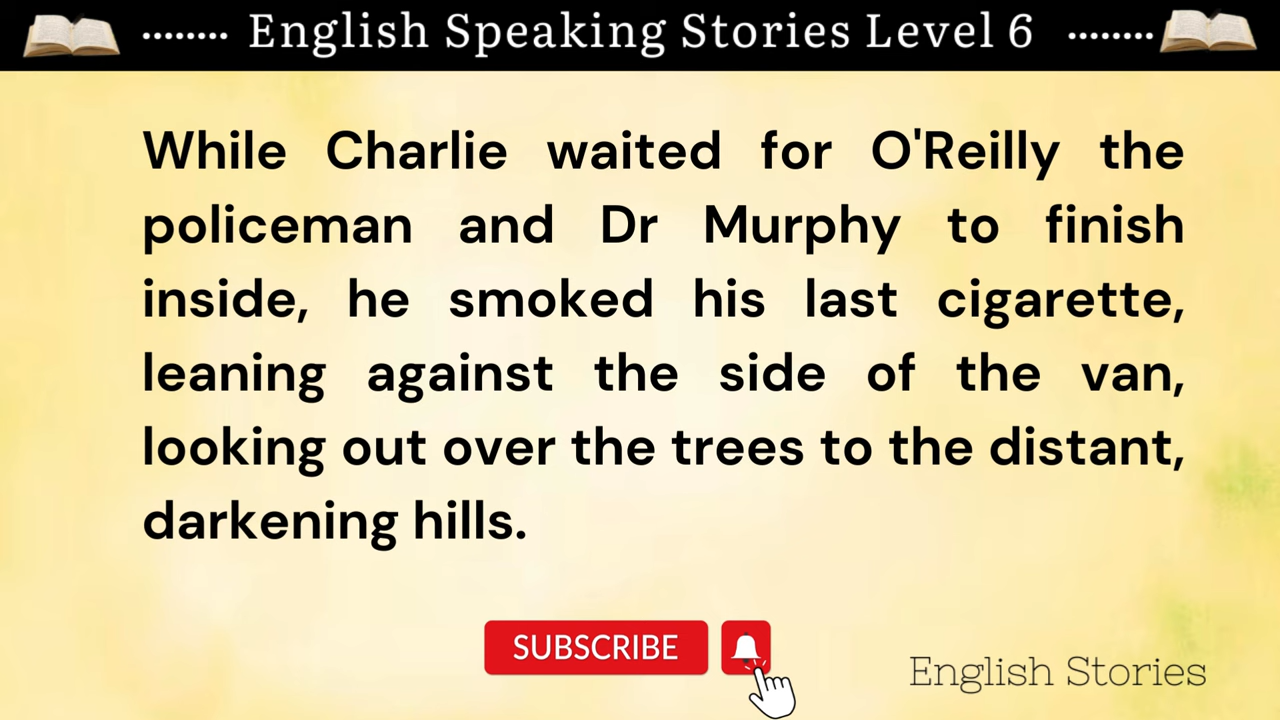 English Speaking Stories Level 6
While Charlie waited for O'Reilly the
policeman and Dr Murphy to finish
inside, he smoked his last cigarette,
leaning against the side of the van,
looking out over the trees to the distant,
darkening hills.
SUBSCRIBE
English Stories